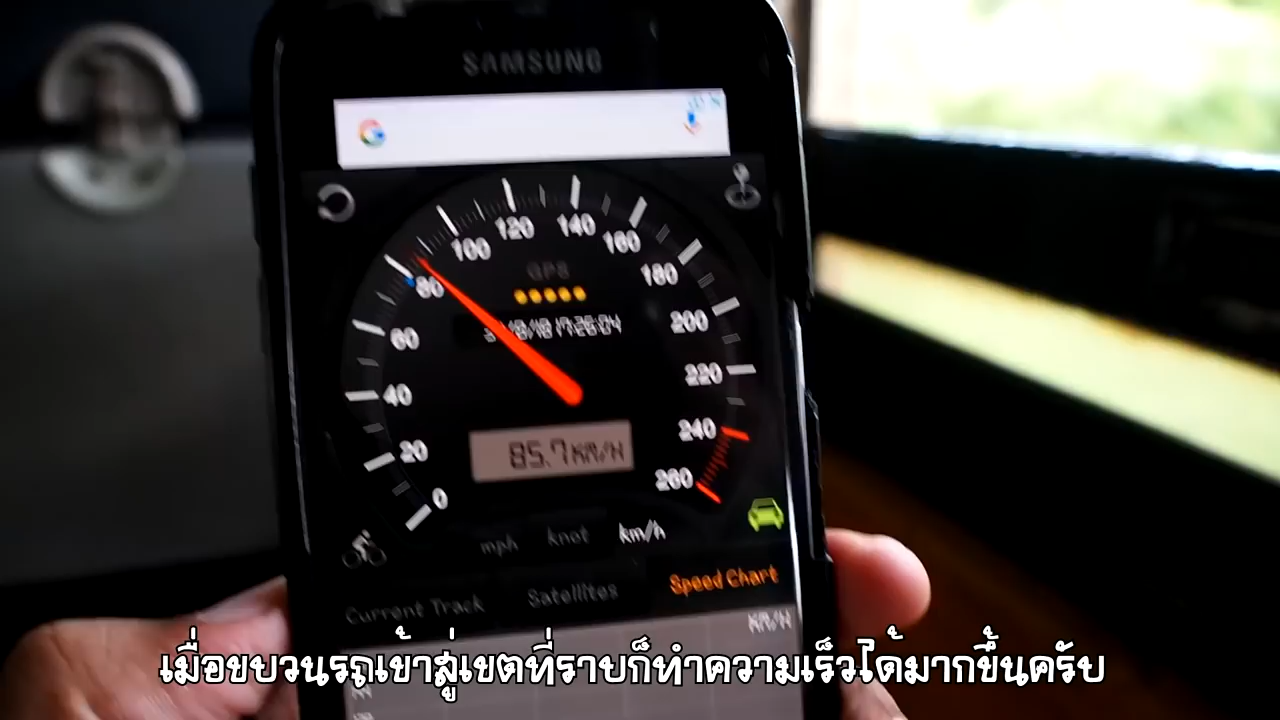 SAMSUNG
100 120 140 160
80 180
GPS
60 200
40 220
20 240
0 260
85.7 KM/H
mph knot km/h
Current Track Satellites Speed Chart
KM/H
เมื่อขบวนรถเข้าสู่เขตที่ราบก็ทำความเร็วได้มากขึ้นครับ